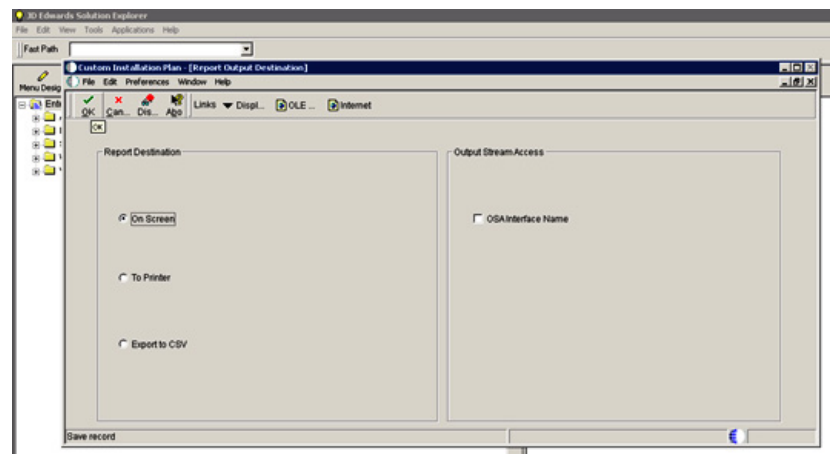 JD Edwards Solution Explorer
File Edit View Tools Applications Help
Fast Path
Custom Installation Plan - [Report Output Destination]
Menu Desig
File Edit Preferences Window Help
OK Can... Dis... Abo Links Displ... OLE ... Internet
OK
Ent
Report Destination
Output Stream Access
On Screen
OSA Interface Name
To Printer
Export to CSV
Save record